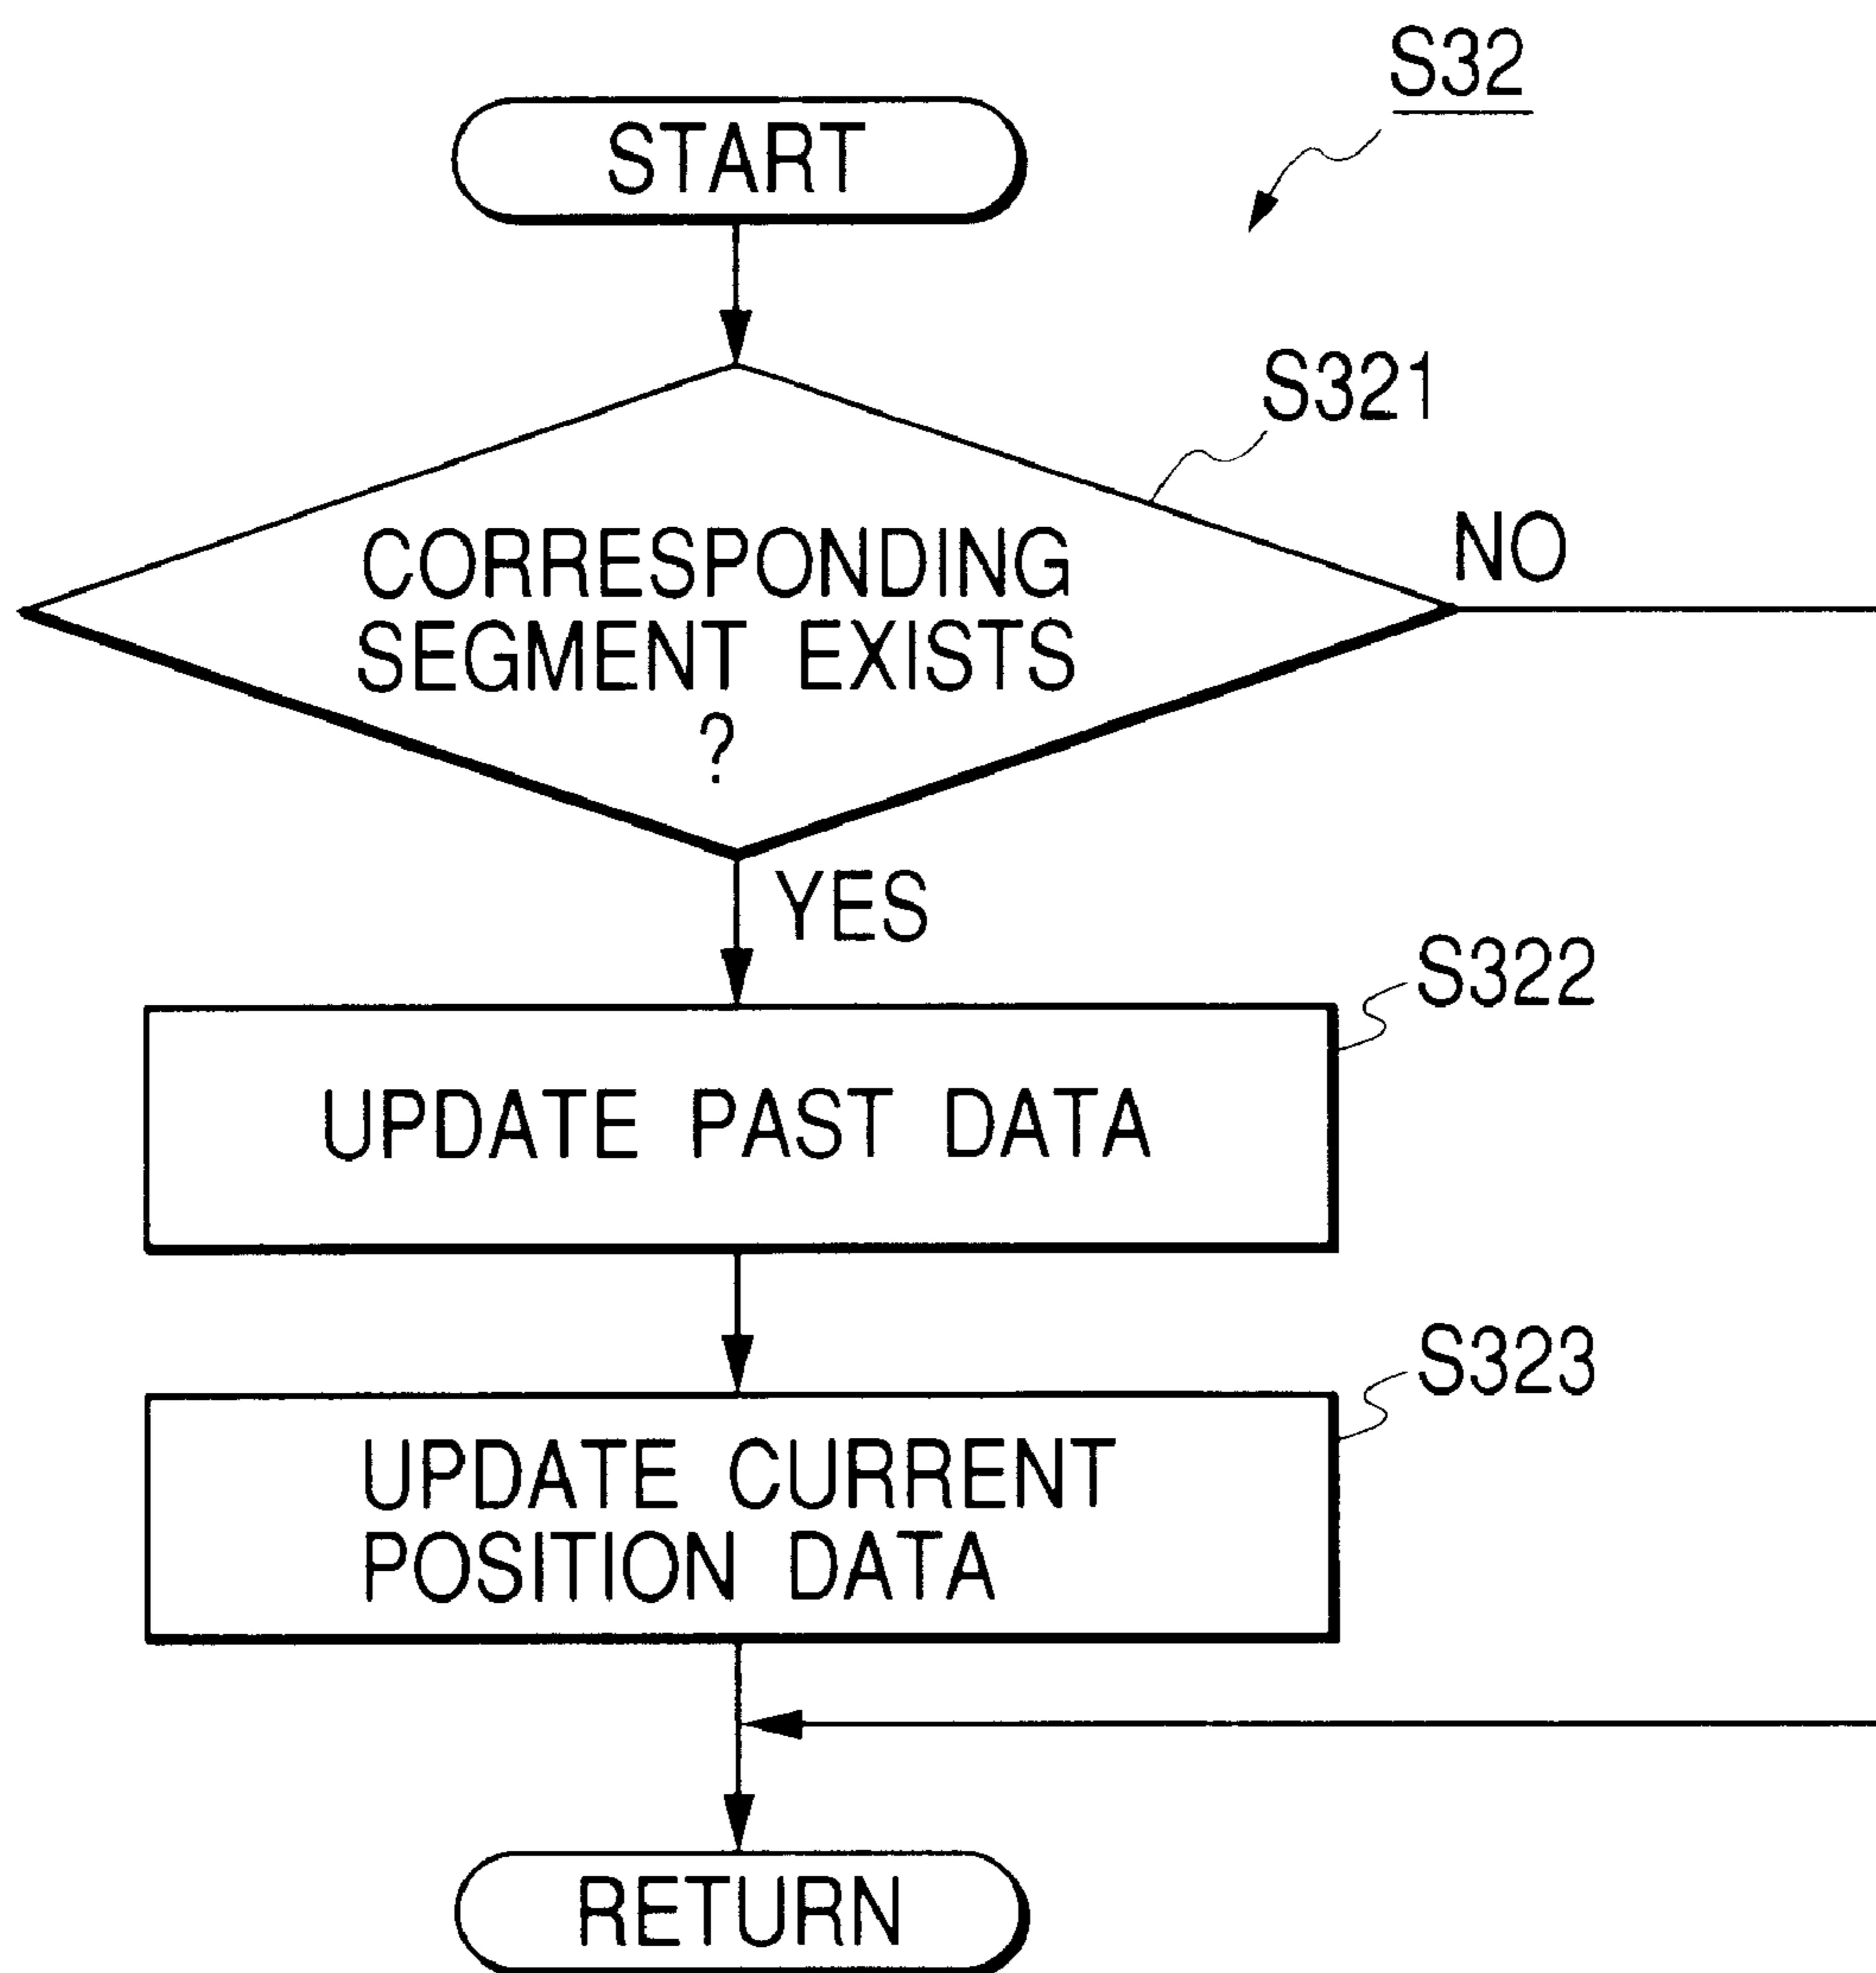 S32
START
S321
CORRESPONDING
SEGMENT EXISTS
?
NO
YES
S322
UPDATE PAST DATA
S323
UPDATE CURRENT
POSITION DATA
RETURN